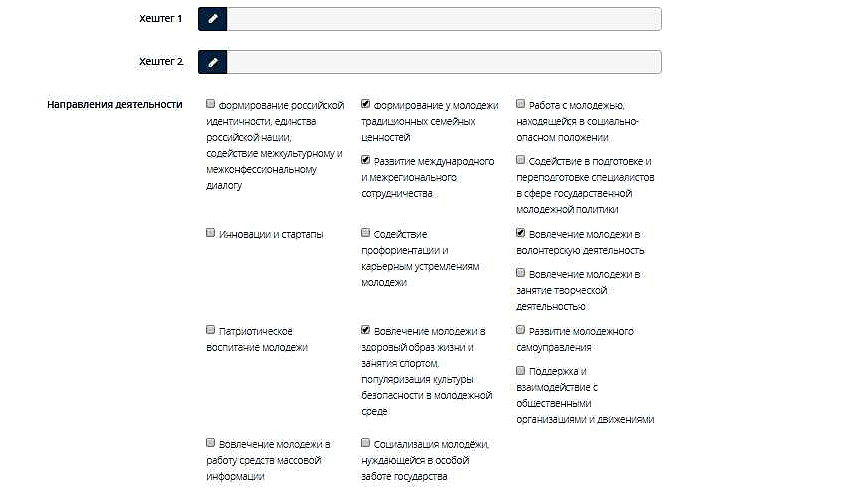 Хештег 1
Хештег 2
Направления деятельности
формирование российской
идентичности, единства
российской нации,
содействие межкультурному и
межконфессиональному
диалогу
формирование у молодежи
традиционных семейных
ценностей
Работа с молодежью,
находящейся в социально-
опасном положении
Развитие международного
и межрегионального
сотрудничества
Содействие в подготовке и
переподготовке специалистов
в сфере государственной
молодежной политики
Инновации и стартапы
Содействие
профориентации и
карьерным устремлениям
молодежи
Вовлечение молодежи в
волонтерскую деятельность
Вовлечение молодежи в
занятие творческой
деятельностью
Патриотическое
воспитание молодежи
Вовлечение молодежи в
здоровый образ жизни и
занятия спортом,
популяризация культуры
безопасности в молодежной
среде
Развитие молодежного
самоуправления
Поддержка и
взаимодействие с
общественными
организациями и движениями
Вовлечение молодежи в
работу средств массовой
информации
Социализация молодёжи,
нуждающейся в особой
заботе государства